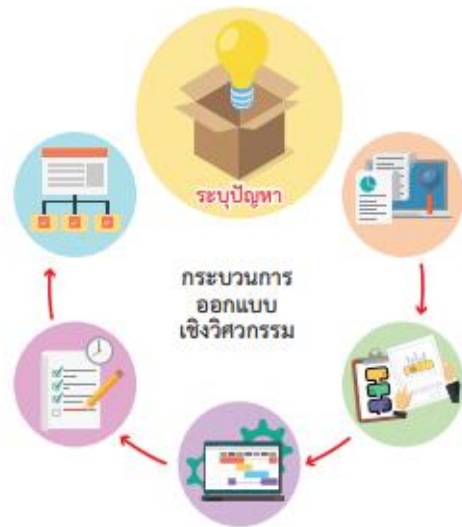 ระบุปัญหา
กระบวนการ
ออกแบบ
เชิงวิศวกรรม